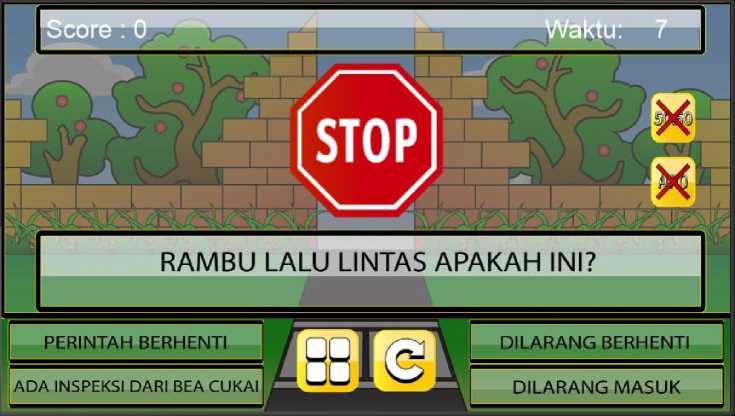 Score : 0
Waktu: 7
STOP
50:50
RAMBU LALU LINTAS APAKAH INI?
PERINTAH BERHENTI
DILARANG BERHENTI
ADA INSPEKSI DARI BEA CUKAI
DILARANG MASUK